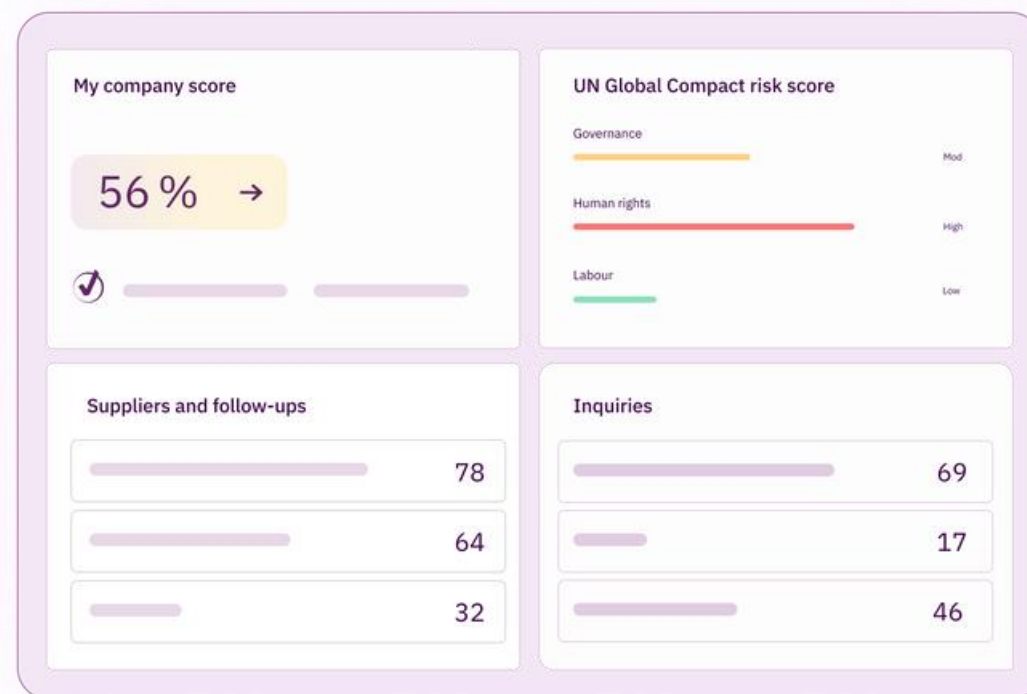 My company score
56 %
UN Global Compact risk score
Governance
Mod
Human rights
High
Labour
Low
Suppliers and follow-ups
78
64
32
Inquiries
69
17
46